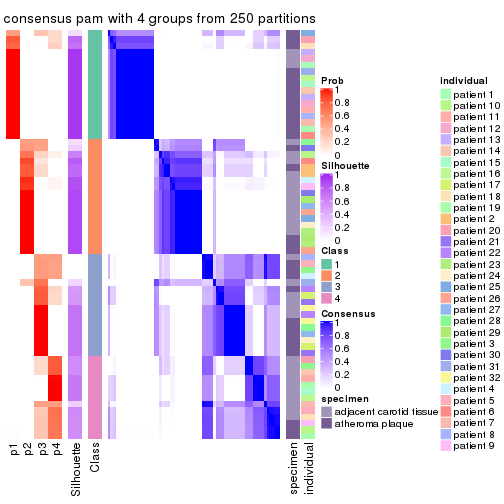 consensus pam with 4 groups from 250 partitions
p1
p2
p3
p4
Silhouette
Class
specimen
individual
Prob
1
0.8
0.6
0.4
0.2
0
Silhouette
1
0.8
0.6
0.4
0.2
0
Class
1
2
3
4
Consensus
1
0.8
0.6
0.4
0.2
0
specimen
adjacent carotid tissue
atheroma plaque
individual
patient 1
patient 10
patient 11
patient 12
patient 13
patient 14
patient 15
patient 16
patient 17
patient 18
patient 19
patient 2
patient 20
patient 21
patient 22
patient 23
patient 24
patient 25
patient 26
patient 27
patient 28
patient 29
patient 3
patient 30
patient 31
patient 32
patient 4
patient 5
patient 6
patient 7
patient 8
patient 9